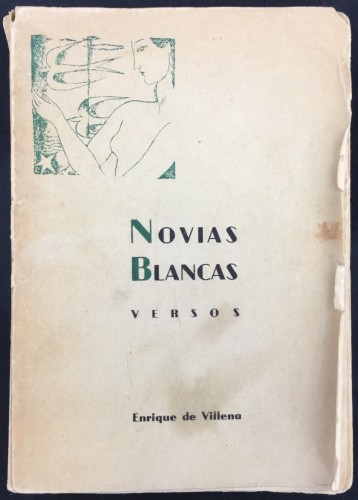 NOVIAS
BLANCAS
VERSOS
Enrique de Villena